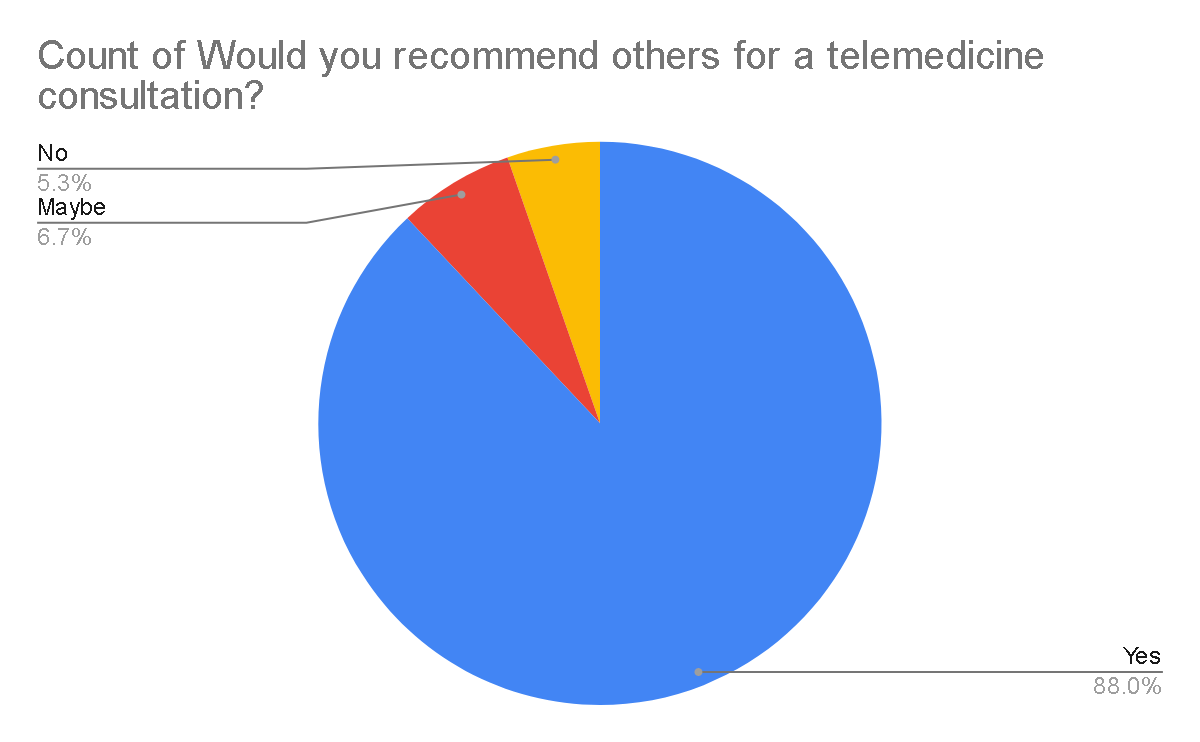 Count of Would you recommend others for a telemedicine
consultation?
No
5.3%
Maybe
6.7%
Yes
88.0%